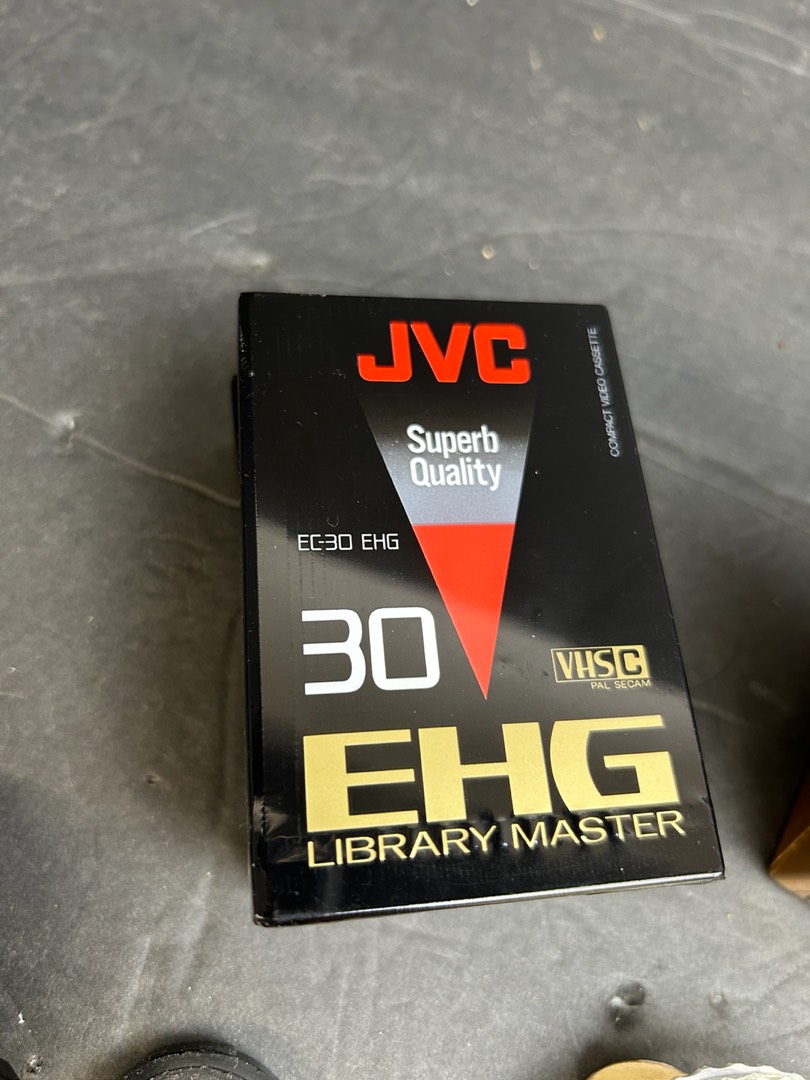 JVC
COMPACT VIDEO CASSETTE
Superb
Quality
EC-30 EHG
30
VHS C
PAL SECAM
EHG
LIBRARY MASTER